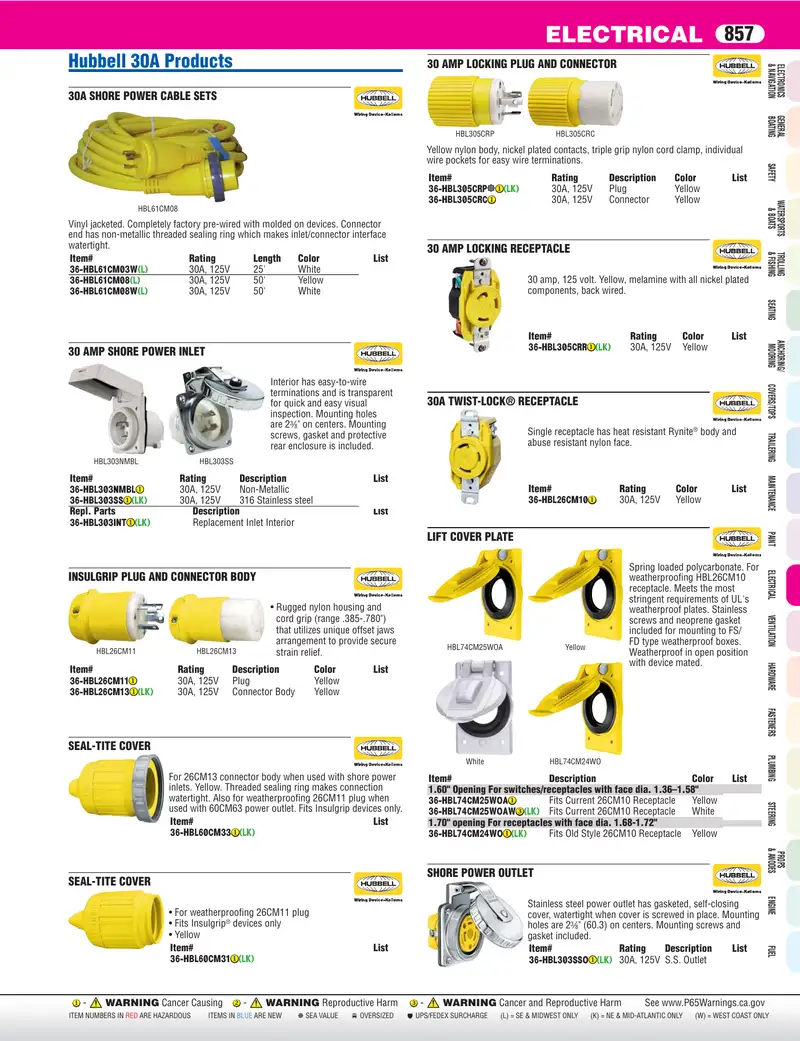 ELECTRICAL 857
Hubbell 30A Products
30A SHORE POWER CABLE SETS
HUBBELL
Wiring Device-Kellems
HBL61CM08
Vinyl jacketed. Completely factory pre-wired with molded on devices. Connector
end has non-metallic threaded sealing ring which makes inlet/connector interface
watertight.
Item# Rating Length Color List
36-HBL61CM03W(L) 30A, 125V 25' White
36-HBL61CM08(L) 30A, 125V 50' Yellow
36-HBL61CM08W(L) 30A, 125V 50' White
30 AMP SHORE POWER INLET
HUBBELL
Wiring Device-Kellems
Interior has easy-to-wire
terminations and is transparent
for quick and easy visual
inspection. Mounting holes
are 2⅜" on centers. Mounting
screws, gasket and protective
rear enclosure is included.
HBL303NMBL HBL303SS
Item# Rating Description List
36-HBL303NMBL1 30A, 125V Non-Metallic
36-HBL303SS1(LK) 30A, 125V 316 Stainless steel
Repl. Parts Description List
36-HBL303INT1(LK) Replacement Inlet Interior
INSULGRIP PLUG AND CONNECTOR BODY
HUBBELL
Wiring Device-Kellems
• Rugged nylon housing and
cord grip (range .385-.780")
that utilizes unique offset jaws
arrangement to provide secure
strain relief.
HBL26CM11 HBL26CM13
Item# Rating Description Color List
36-HBL26CM111 30A, 125V Plug Yellow
36-HBL26CM131(LK) 30A, 125V Connector Body Yellow
SEAL-TITE COVER
HUBBELL
Wiring Device-Kellems
For 26CM13 connector body when used with shore power
inlets. Yellow. Threaded sealing ring makes connection
watertight. Also for weatherproofing 26CM11 plug when
used with 60CM63 power outlet. Fits Insulgrip devices only.
Item# List
36-HBL60CM331(LK)
SEAL-TITE COVER
HUBBELL
Wiring Device-Kellems
• For weatherproofing 26CM11 plug
• Fits Insulgrip® devices only
• Yellow
Item# List
36-HBL60CM311(LK)
30 AMP LOCKING PLUG AND CONNECTOR
HUBBELL
Wiring Device-Kellems
HBL305CRP HBL305CRC
Yellow nylon body, nickel plated contacts, triple grip nylon cord clamp, individual
wire pockets for easy wire terminations.
Item# Rating Description Color List
36-HBL305CRP1(LK) 30A, 125V Plug Yellow
36-HBL305CRC1 30A, 125V Connector Yellow
30 AMP LOCKING RECEPTACLE
HUBBELL
Wiring Device-Kellems
30 amp, 125 volt. Yellow, melamine with all nickel plated
components, back wired.
Item# Rating Color List
36-HBL305CRR1(LK) 30A, 125V Yellow
30A TWIST-LOCK® RECEPTACLE
HUBBELL
Wiring Device-Kellems
Single receptacle has heat resistant Rynite® body and
abuse resistant nylon face.
Item# Rating Color List
36-HBL26CM101 30A, 125V Yellow
LIFT COVER PLATE
HUBBELL
Wiring Device-Kellems
Spring loaded polycarbonate. For
weatherproofing HBL26CM10
receptacle. Meets the most
stringent requirements of UL's
weatherproof plates. Stainless
screws and neoprene gasket
included for mounting to FS/
FD type weatherproof boxes.
Weatherproof in open position
with device mated.
HBL74CM25WOA Yellow
White HBL74CM24WO
Item# Description Color List
1.60" Opening For switches/receptacles with face dia. 1.36–1.58"
36-HBL74CM25WOA1 Fits Current 26CM10 Receptacle Yellow
36-HBL74CM25WOAW3(LK) Fits Current 26CM10 Receptacle White
1.70" opening For receptacles with face dia. 1.68-1.72"
36-HBL74CM24WO1(LK) Fits Old Style 26CM10 Receptacle Yellow
SHORE POWER OUTLET
HUBBELL
Wiring Device-Kellems
Stainless steel power outlet has gasketed, self-closing
cover, watertight when cover is screwed in place. Mounting
holes are 2⅜" (60.3) on centers. Mounting screws and
gasket included.
Item# Rating Description List
36-HBL303SSO1(LK) 30A, 125V S.S. Outlet
ELECTRONICS & NAVIGATION
GENERAL BOATING
SAFETY
WATERSPORTS & BOATS
TROLLING & FISHING
SEATING
ANCHORING/ MOORING
COVERS/TOPS
TRAILERING
MAINTENANCE
PAINT
ELECTRICAL
VENTILATION
HARDWARE
FASTENERS
PLUMBING
STEERING
PROPS & ANODES
ENGINE
FUEL
1 - WARNING Cancer Causing 2 - WARNING Reproductive Harm 3 - WARNING Cancer and Reproductive Harm See www.P65Warnings.ca.gov
ITEM NUMBERS IN RED ARE HAZARDOUS ITEMS IN BLUE ARE NEW SEA VALUE OVERSIZED UPS/FEDEX SURCHARGE (L) = SE & MIDWEST ONLY (K) = NE & MID-ATLANTIC ONLY (W) = WEST COAST ONLY